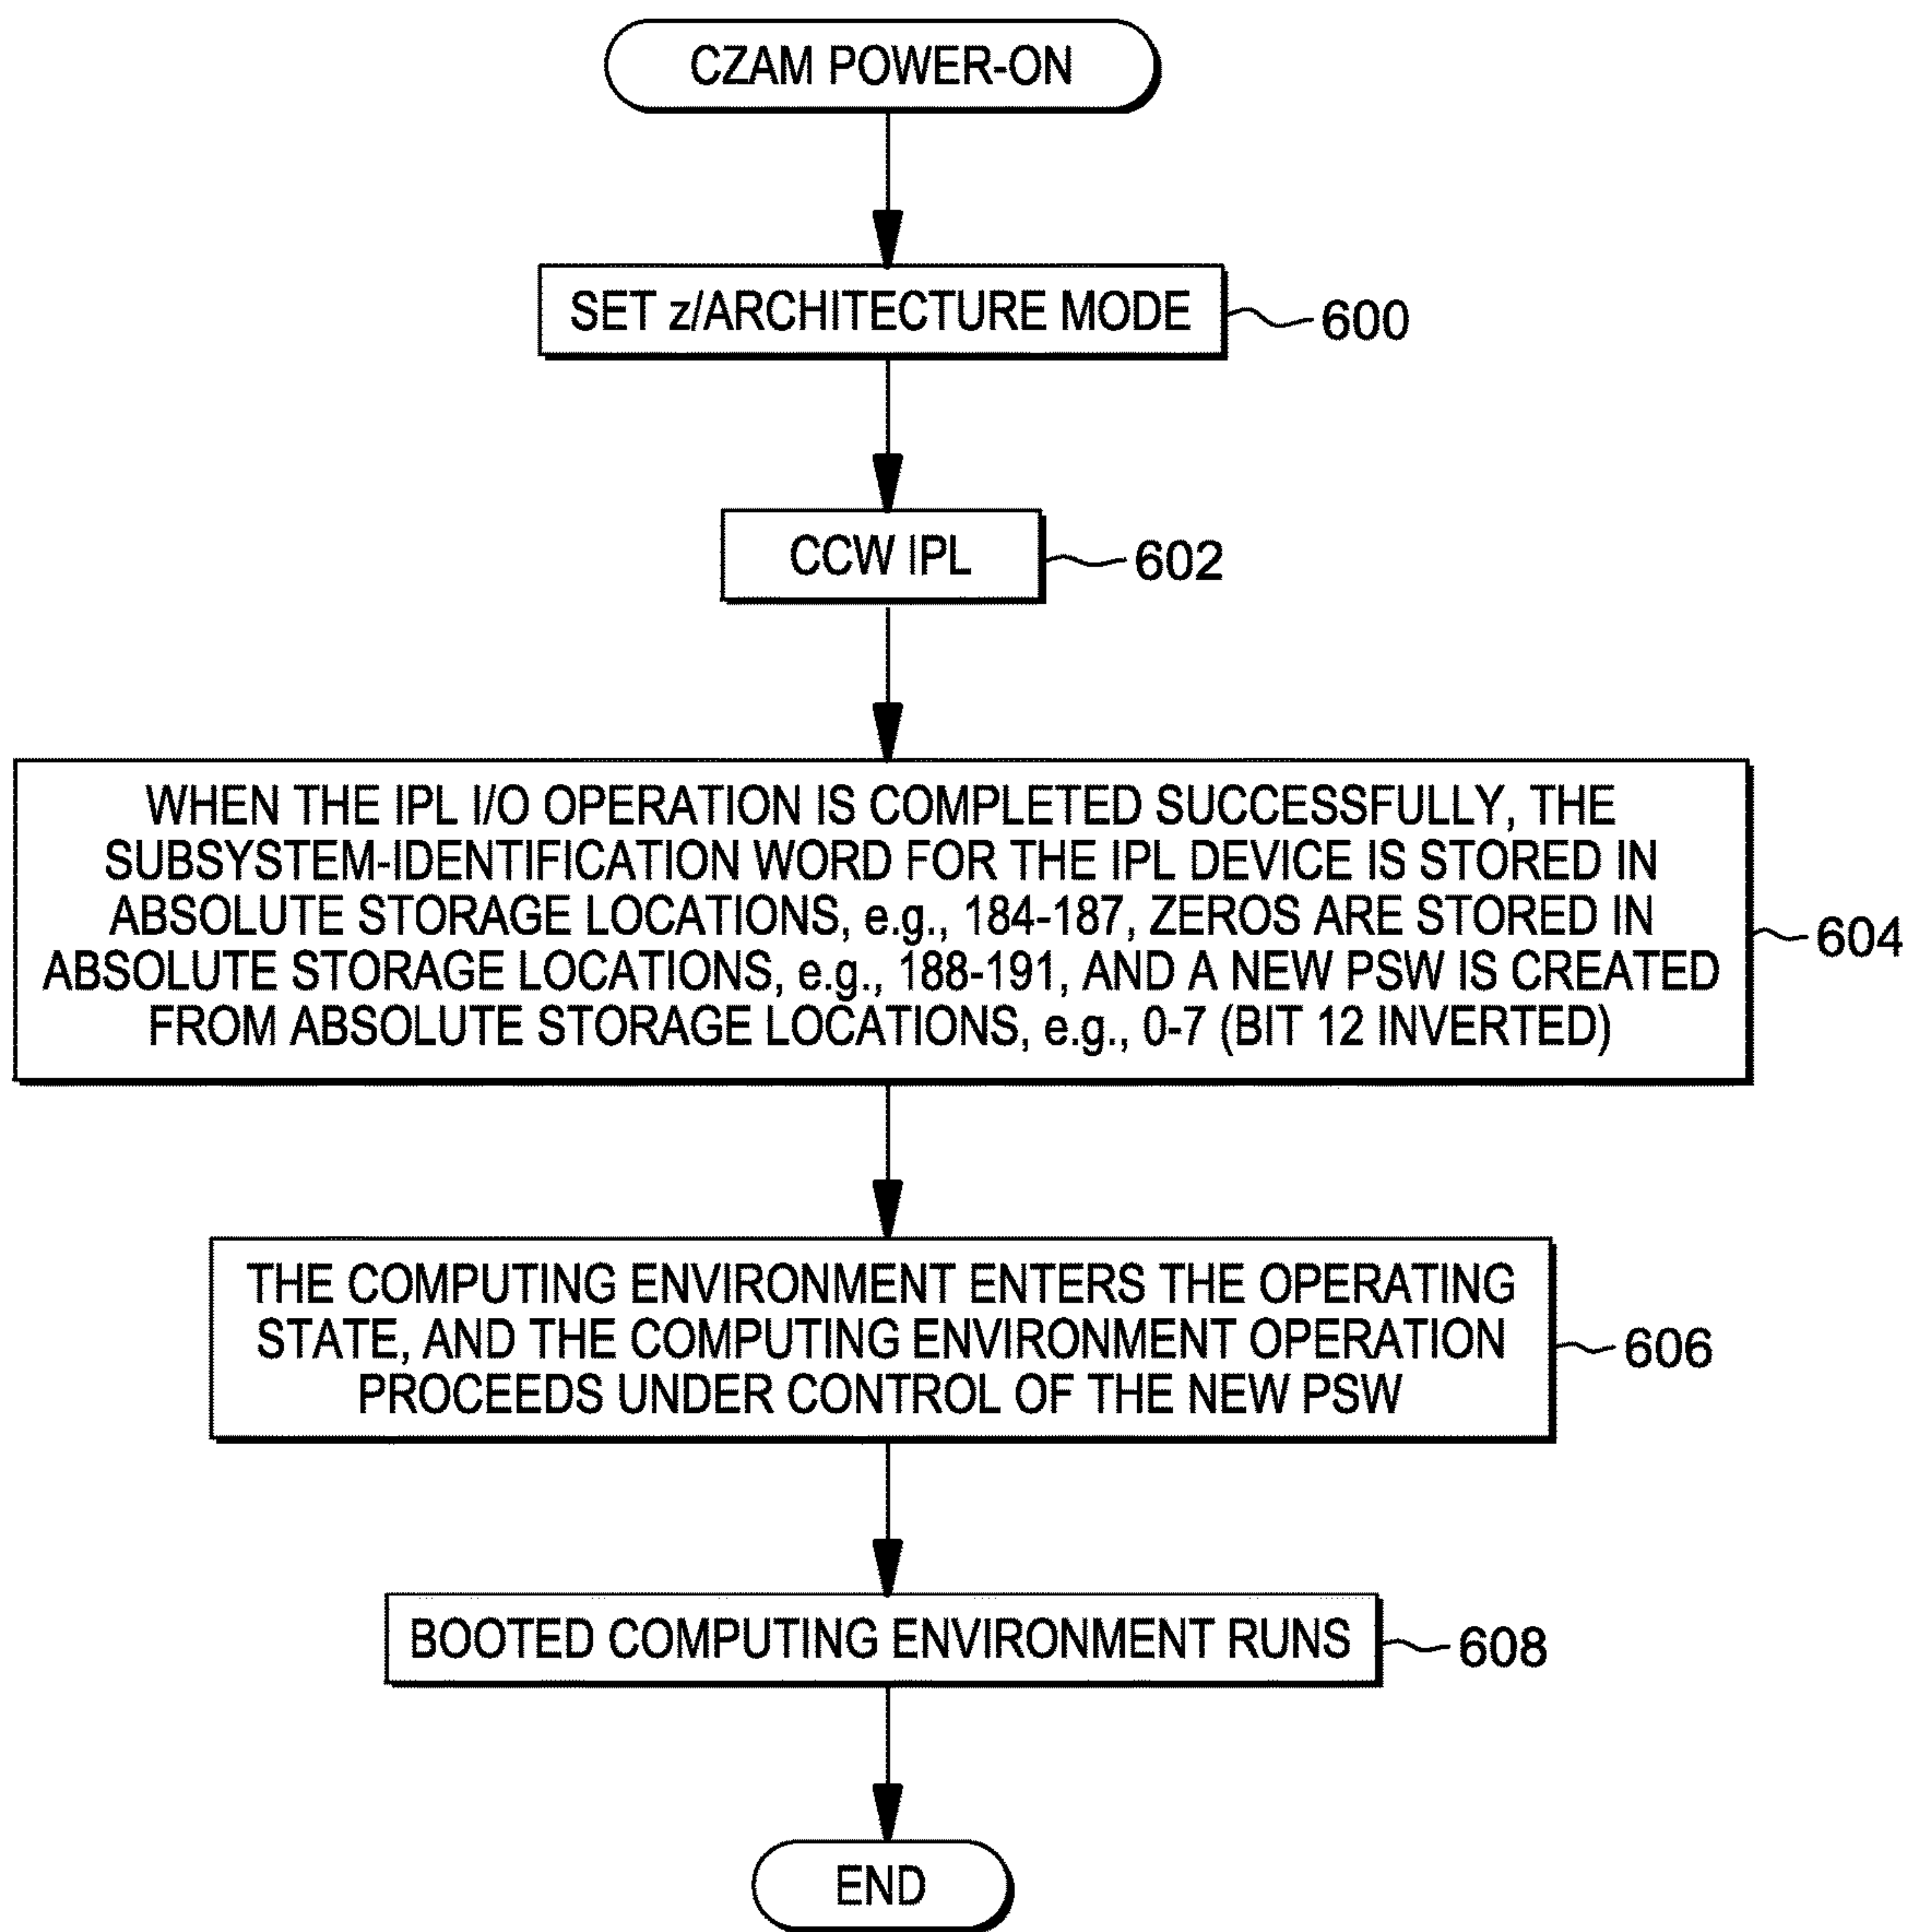 CZAM POWER-ON
SET z/ARCHITECTURE MODE
600
CCW IPL
602
WHEN THE IPL I/O OPERATION IS COMPLETED SUCCESSFULLY, THE
SUBSYSTEM-IDENTIFICATION WORD FOR THE IPL DEVICE IS STORED IN
ABSOLUTE STORAGE LOCATIONS, e.g., 184-187, ZEROS ARE STORED IN
ABSOLUTE STORAGE LOCATIONS, e.g., 188-191, AND A NEW PSW IS CREATED
FROM ABSOLUTE STORAGE LOCATIONS, e.g., 0-7 (BIT 12 INVERTED)
604
THE COMPUTING ENVIRONMENT ENTERS THE OPERATING
STATE, AND THE COMPUTING ENVIRONMENT OPERATION
PROCEEDS UNDER CONTROL OF THE NEW PSW
606
BOOTED COMPUTING ENVIRONMENT RUNS
608
END